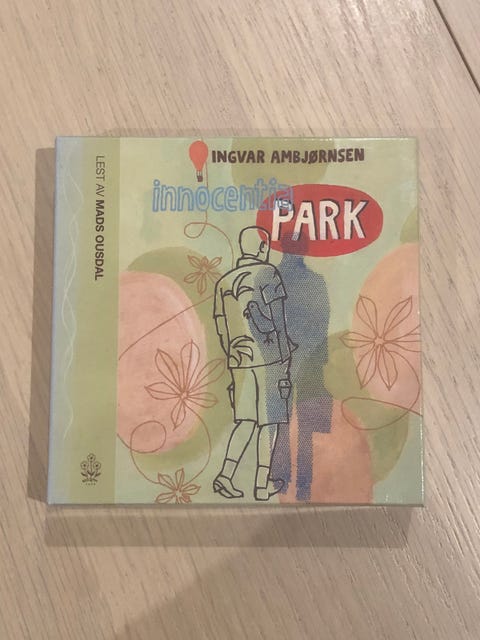 INGVAR AMBJØRNSEN
innocentia
PARK
LEST AV MADS OUSDAL